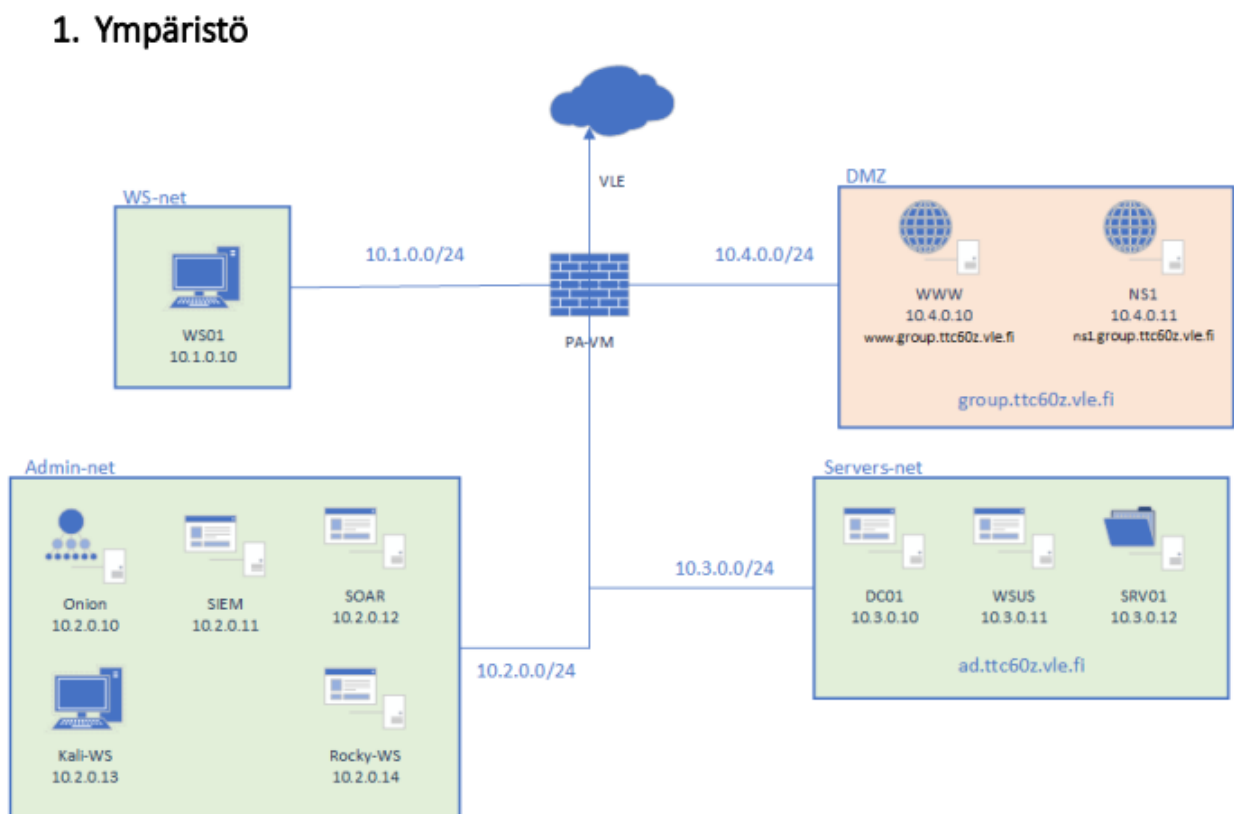 1. Ympäristö
VLE
WS-net
DMZ
10.1.0.0/24
10.4.0.0/24
WS01
10.1.0.10
PA-VM
WWW
10.4.0.10
www.group.ttc60z.vle.fi
NS1
10.4.0.11
ns1.group.ttc60z.vle.fi
group.ttc60z.vle.fi
Admin-net
Servers-net
Onion
10.2.0.10
SIEM
10.2.0.11
SOAR
10.2.0.12
10.3.0.0/24
DC01
10.3.0.10
WSUS
10.3.0.11
SRV01
10.3.0.12
ad.ttc60z.vle.fi
10.2.0.0/24
Kali-WS
10.2.0.13
Rocky-WS
10.2.0.14